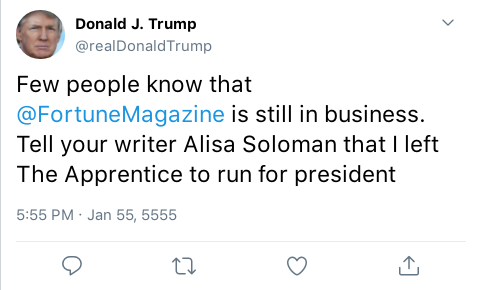 Donald J. Trump
@realDonaldTrump
Few people know that
@FortuneMagazine is still in business.
Tell your writer Alisa Soloman that I left
The Apprentice to run for president
5:55 PM · Jan 55, 5555